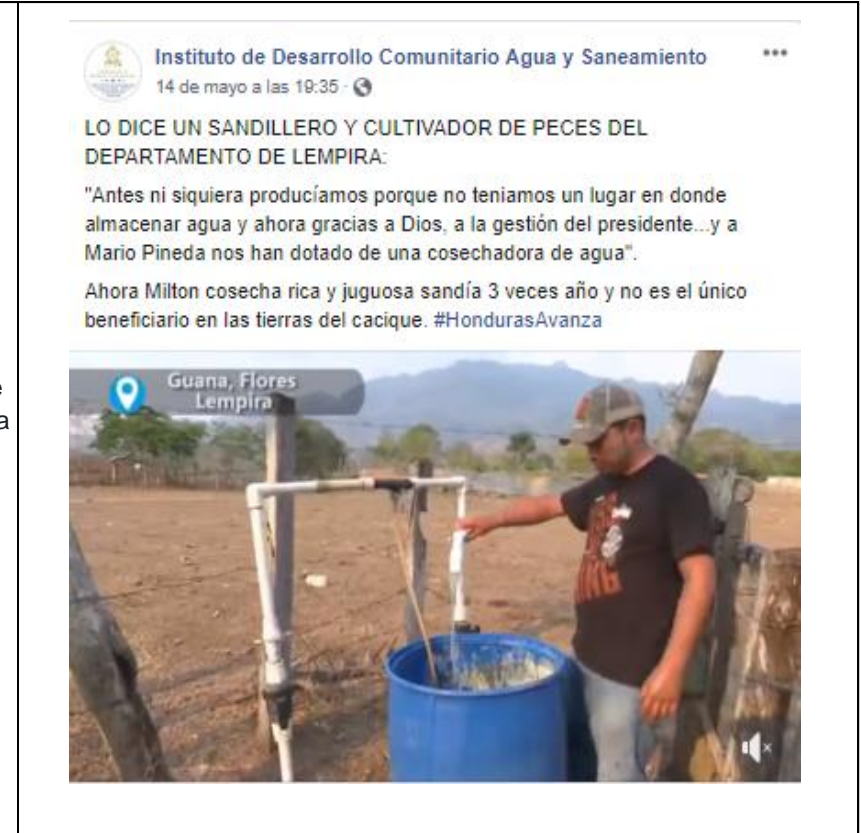 Instituto de Desarrollo Comunitario Agua y Saneamiento
14 de mayo a las 19:35 ·
LO DICE UN SANDILLERO Y CULTIVADOR DE PECES DEL
DEPARTAMENTO DE LEMPIRA:
"Antes ni siquiera producíamos porque no teniamos un lugar en donde
almacenar agua y ahora gracias a Dios, a la gestión del presidente...y a
Mario Pineda nos han dotado de una cosechadora de agua".
Ahora Milton cosecha rica y juguosa sandía 3 veces año y no es el único
beneficiario en las tierras del cacique. #HondurasAvanza
e
a
Guana, Flores
Lempira